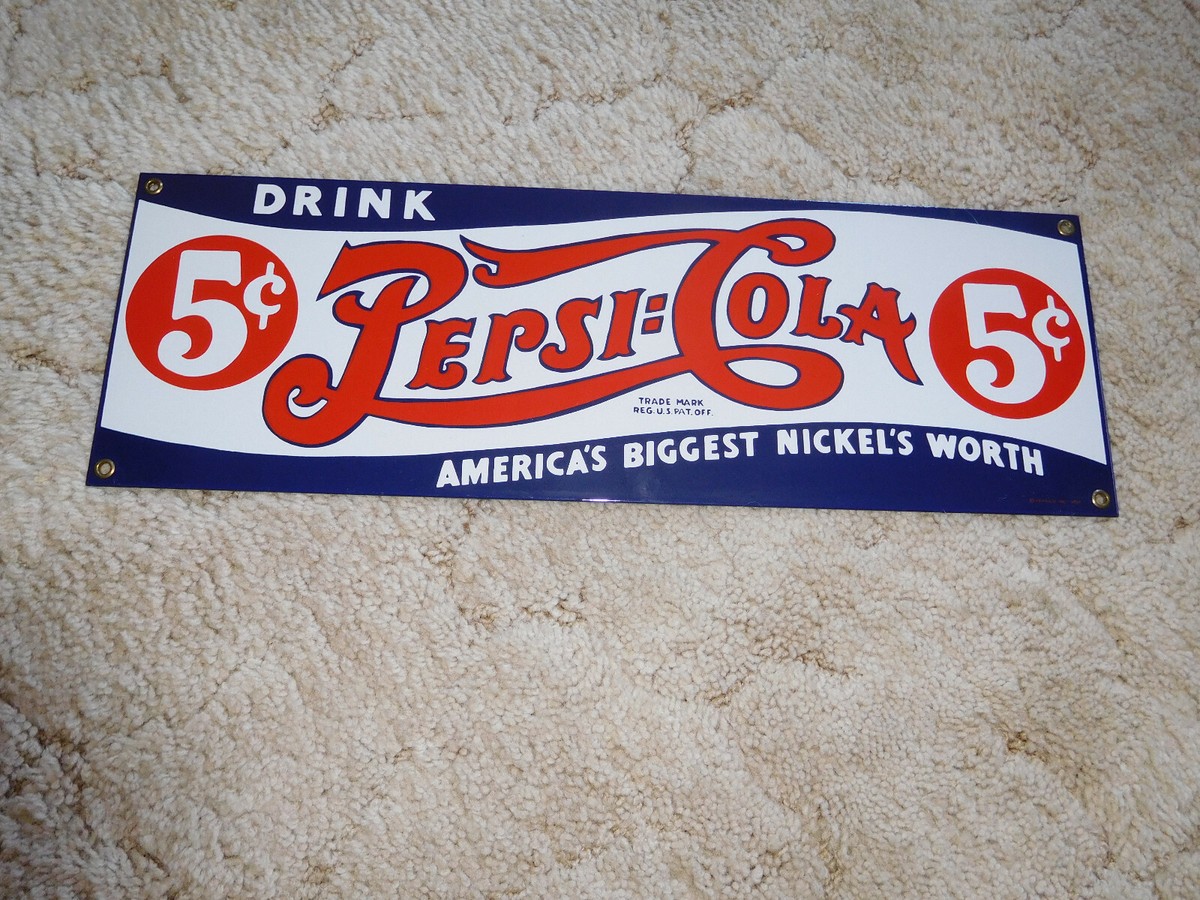 DRINK
5¢ PEPSI:COLA 5¢
TRADE MARK
REG. U.S. PAT. OFF.
AMERICA'S BIGGEST NICKEL'S WORTH